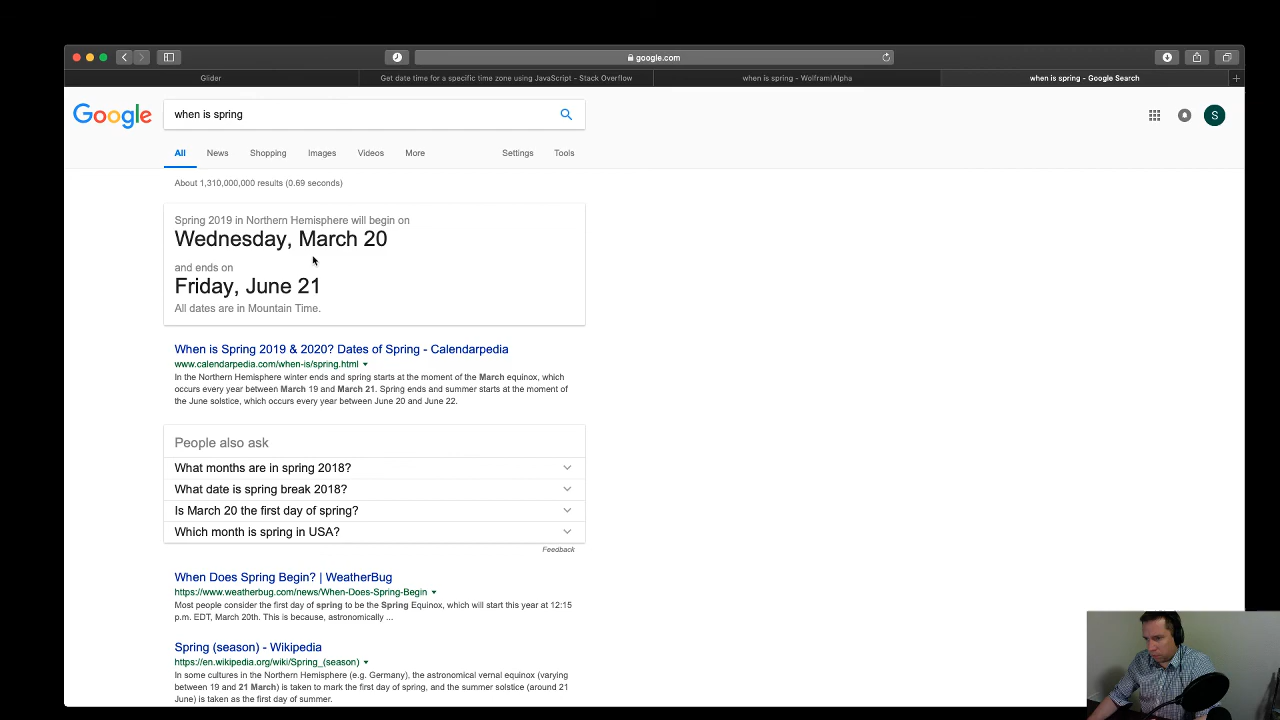 google.com
Glider
Get date time for a specific time zone using JavaScript - Stack Overflow
when is spring - Wolfram|Alpha
when is spring - Google Search
Google
when is spring
S
All
News
Shopping
Images
Videos
More
Settings
Tools
About 1,310,000,000 results (0.69 seconds)
Spring 2019 in Northern Hemisphere will begin on
Wednesday, March 20
and ends on
Friday, June 21
All dates are in Mountain Time.
When is Spring 2019 & 2020? Dates of Spring - Calendarpedia
www.calendarpedia.com/when-is/spring.html
In the Northern Hemisphere winter ends and spring starts at the moment of the March equinox, which
occurs every year between March 19 and March 21. Spring ends and summer starts at the moment of
the June solstice, which occurs every year between June 20 and June 22.
People also ask
What months are in spring 2018?
What date is spring break 2018?
Is March 20 the first day of spring?
Which month is spring in USA?
Feedback
When Does Spring Begin? | WeatherBug
https://www.weatherbug.com/news/When-Does-Spring-Begin
Most people consider the first day of spring to be the Spring Equinox, which will start this year at 12:15
p.m. EDT, March 20th. This is because, astronomically ...
Spring (season) - Wikipedia
https://en.wikipedia.org/wiki/Spring_(season)
In some cultures in the Northern Hemisphere (e.g. Germany), the astronomical vernal equinox (varying
between 19 and 21 March) is taken to mark the first day of spring, and the summer solstice (around 21
June) is taken as the first day of summer.